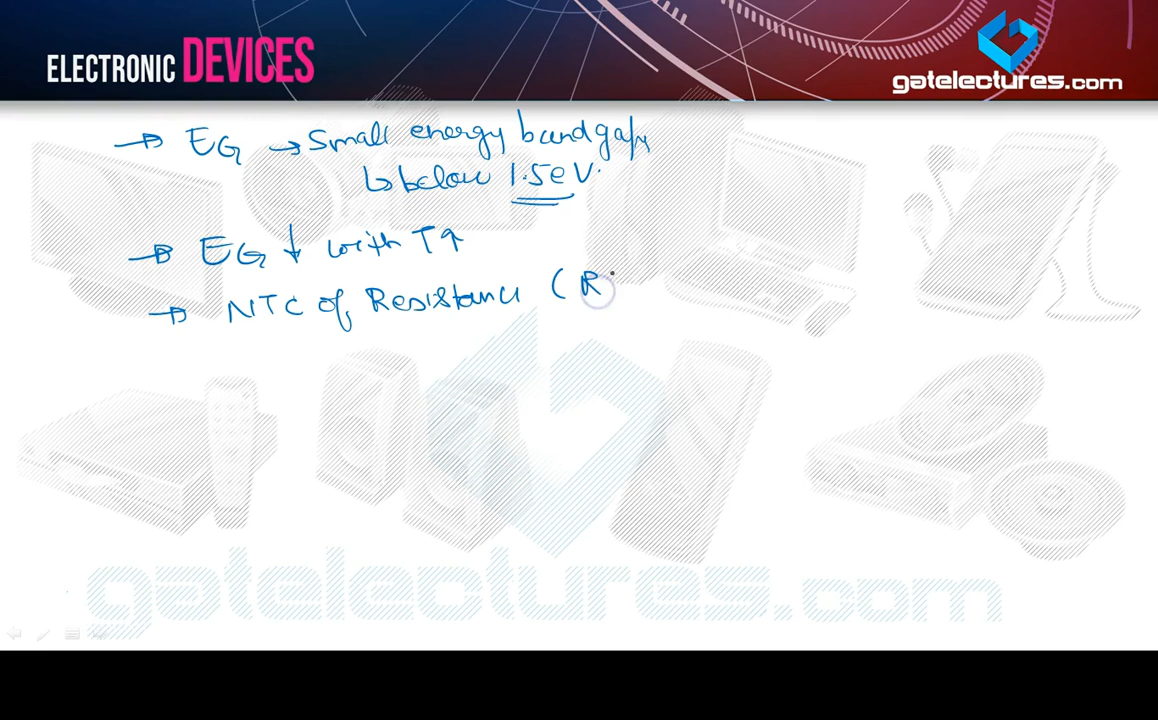 ELECTRONIC DEVICES
gatelectures.com
→ EG → Small energy bandgap
↳ below 1.5eV.
→ EG ↓ with T↑
→ NTC of Resistance ( R
gatelectures.com